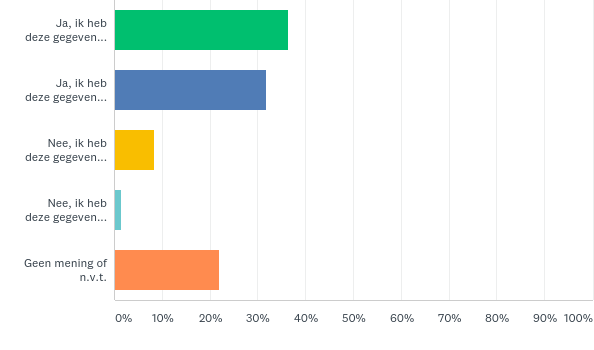 Ja, ik heb
deze gegeven...
Ja, ik heb
deze gegeven...
Nee, ik heb
deze gegeven...
Nee, ik heb
deze gegeven...
Geen mening of
n.v.t.
0% 10% 20% 30% 40% 50% 60% 70% 80% 90% 100%